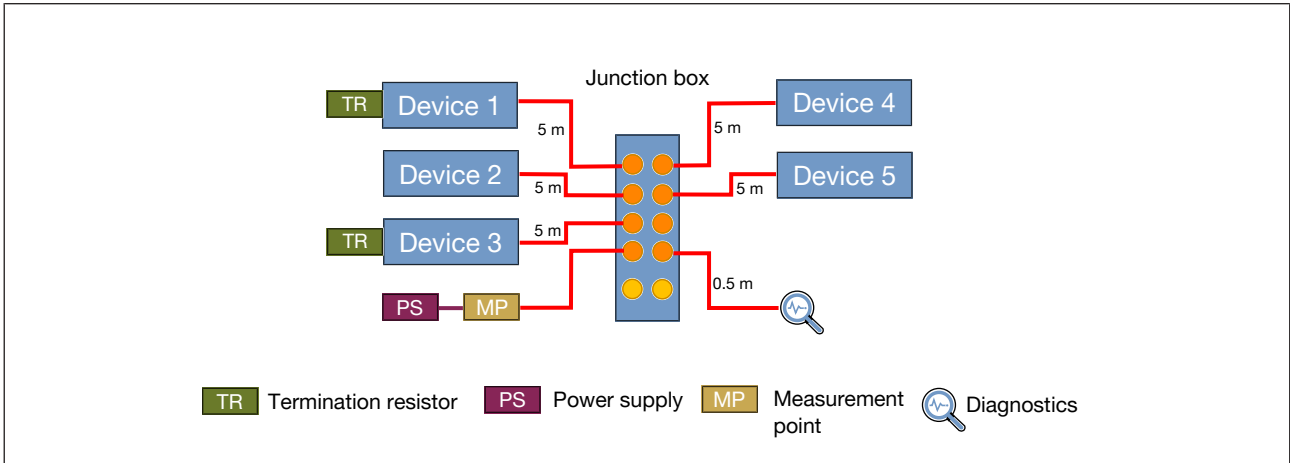 Junction box
TR Device 1
5 m
5 m
Device 4
Device 2
5 m
5 m
Device 5
TR Device 3
5 m
PS MP
0.5 m
TR Termination resistor
PS Power supply
MP Measurement
point
Diagnostics